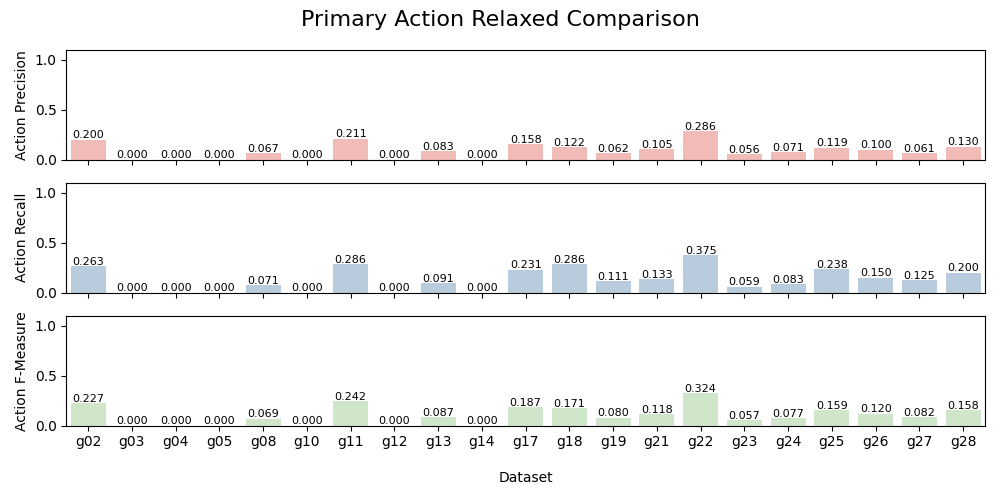 Primary Action Relaxed Comparison
Action Precision
1.0
0.5
0.0
0.200 0.000 0.000 0.000 0.067 0.000 0.211 0.000 0.083 0.000 0.158 0.122 0.062 0.105 0.286 0.056 0.071 0.119 0.100 0.061 0.130
Action Recall
1.0
0.5
0.0
0.263 0.000 0.000 0.000 0.071 0.000 0.286 0.000 0.091 0.000 0.231 0.286 0.111 0.133 0.375 0.059 0.083 0.238 0.150 0.125 0.200
Action F-Measure
1.0
0.5
0.0
0.227 0.000 0.000 0.000 0.069 0.000 0.242 0.000 0.087 0.000 0.187 0.171 0.080 0.118 0.324 0.057 0.077 0.159 0.120 0.082 0.158
g02 g03 g04 g05 g08 g10 g11 g12 g13 g14 g17 g18 g19 g21 g22 g23 g24 g25 g26 g27 g28
Dataset